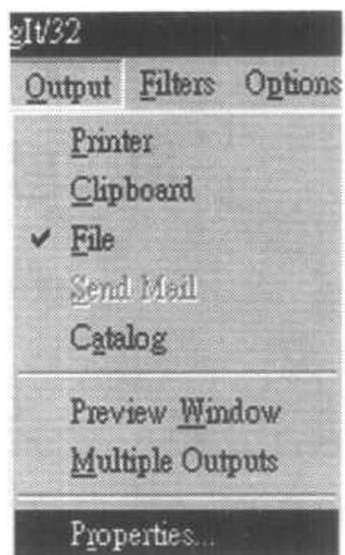 gIt/32
Output Filters Options
Printer
Clipboard
✔ File
Send Mail
Catalog
Preview Window
Multiple Outputs
Properties...